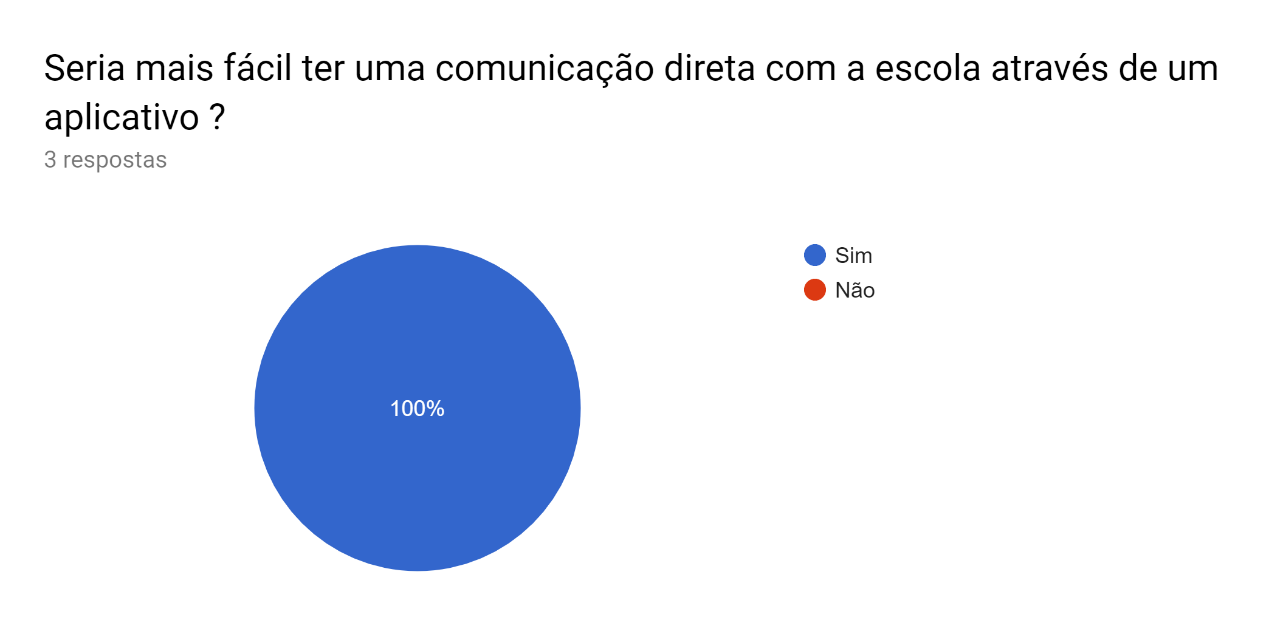 Seria mais fácil ter uma comunicação direta com a escola através de um
aplicativo ?
3 respostas
Sim
Não
100%